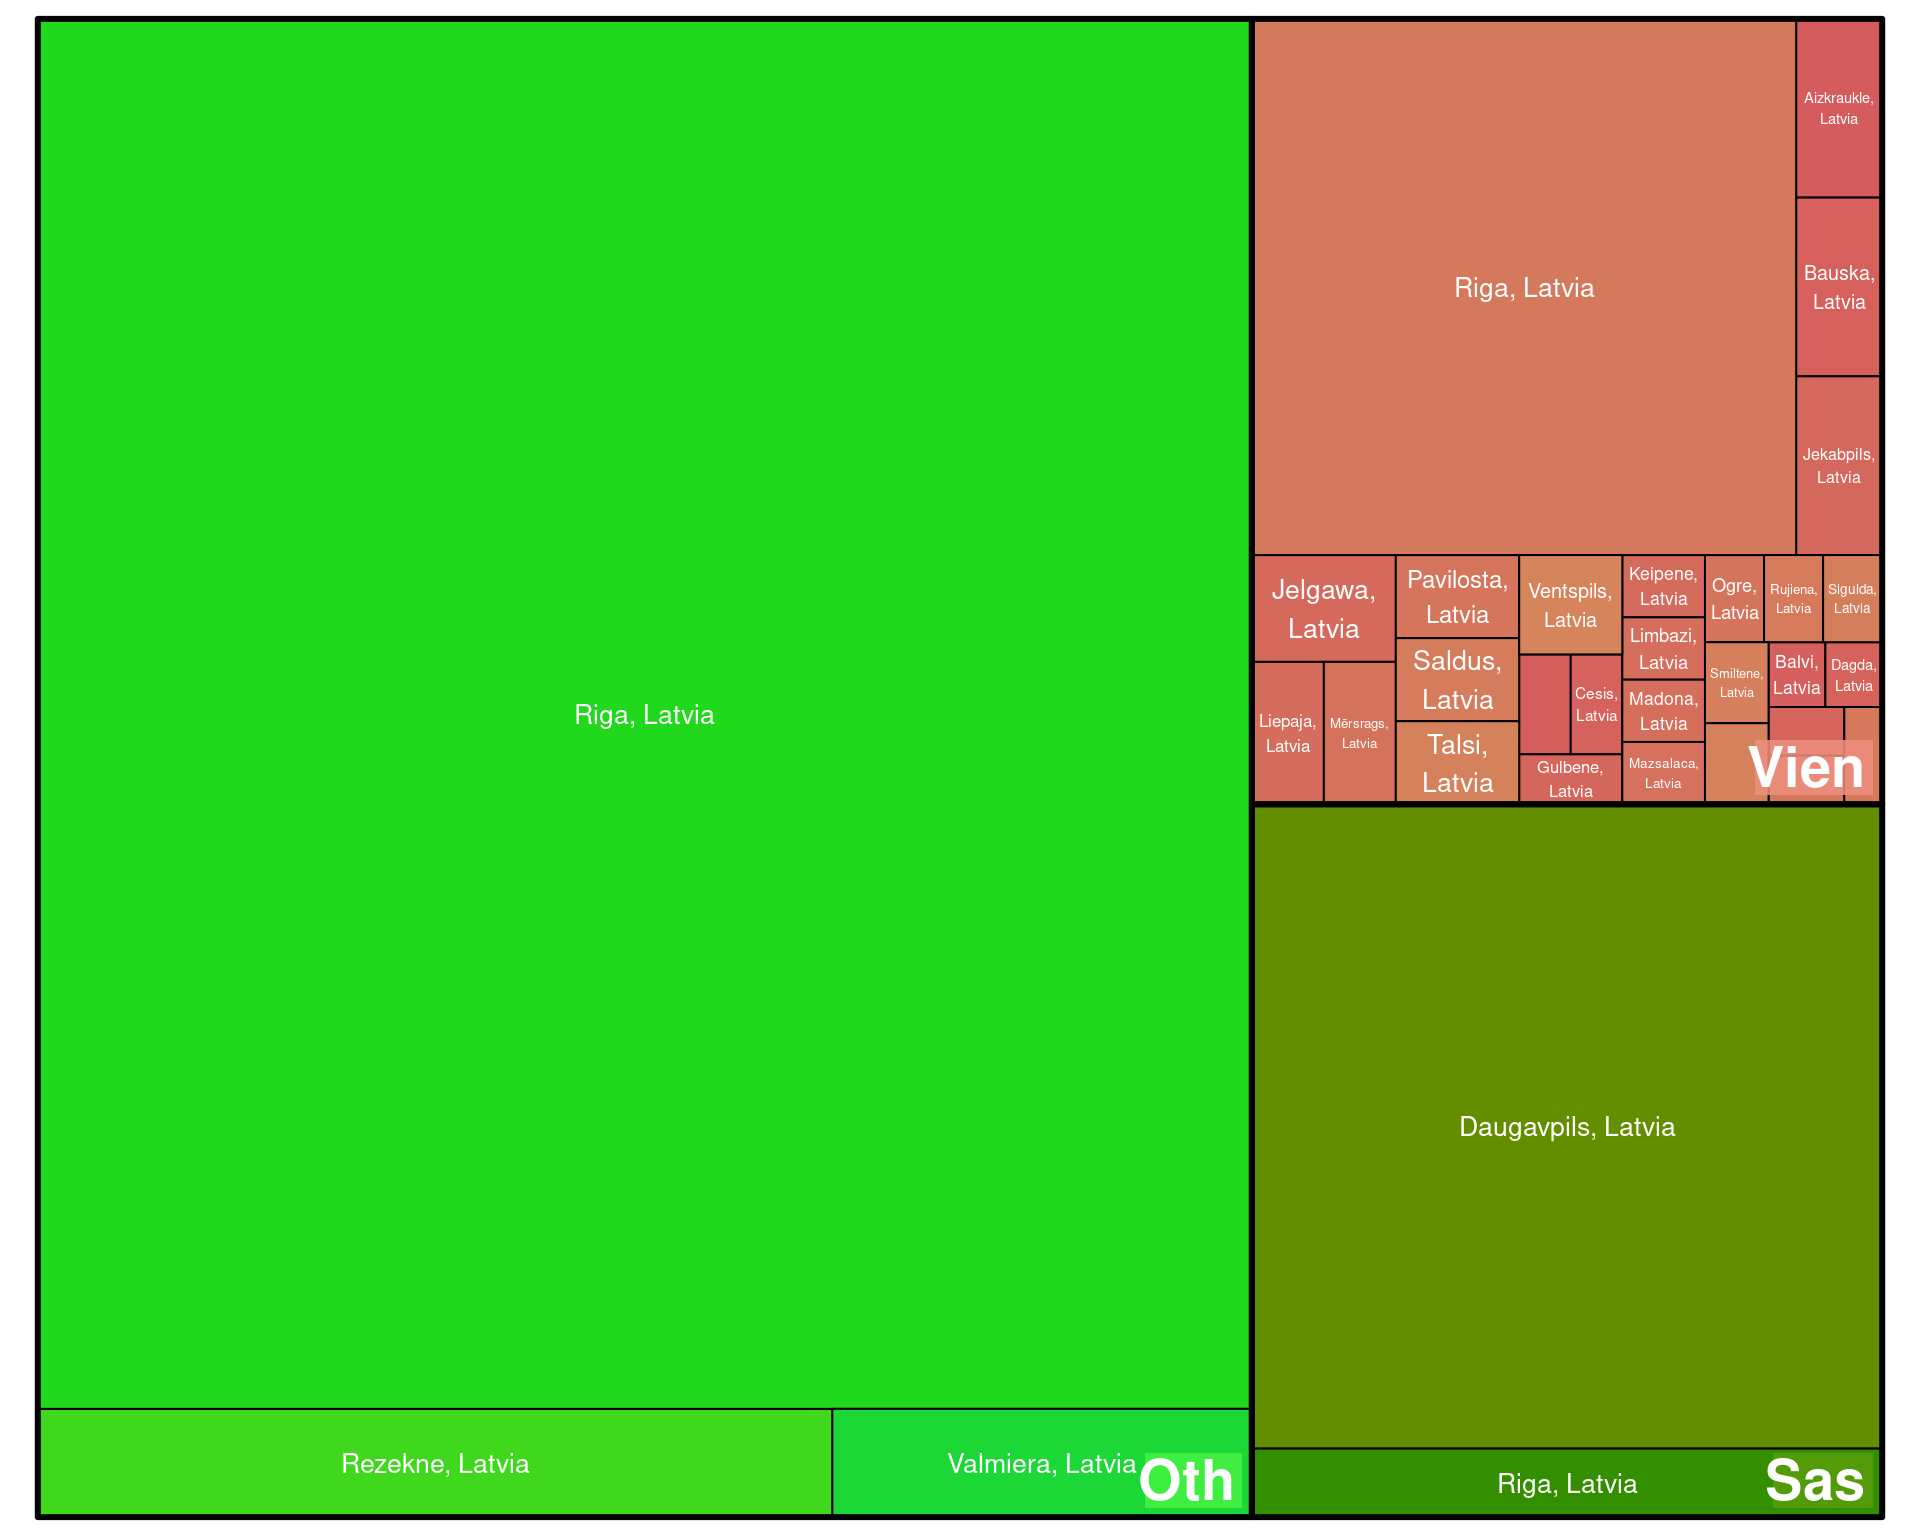 Riga, Latvia
Rezekne, Latvia
Valmiera, Latvia
Oth
Riga, Latvia
Aizkraukle,
Latvia
Bauska,
Latvia
Jekabpils,
Latvia
Jelgawa,
Latvia
Liepaja,
Latvia
Mērsrags,
Latvia
Pavilosta,
Latvia
Saldus,
Latvia
Talsi,
Latvia
Ventspils,
Latvia
Cesis,
Latvia
Gulbene,
Latvia
Keipene,
Latvia
Limbazi,
Latvia
Madona,
Latvia
Mazsalaca,
Latvia
Ogre,
Latvia
Rujiena,
Latvia
Sigulda,
Latvia
Smiltene,
Latvia
Balvi,
Latvia
Dagda,
Latvia
Vien
Daugavpils, Latvia
Riga, Latvia
Sas